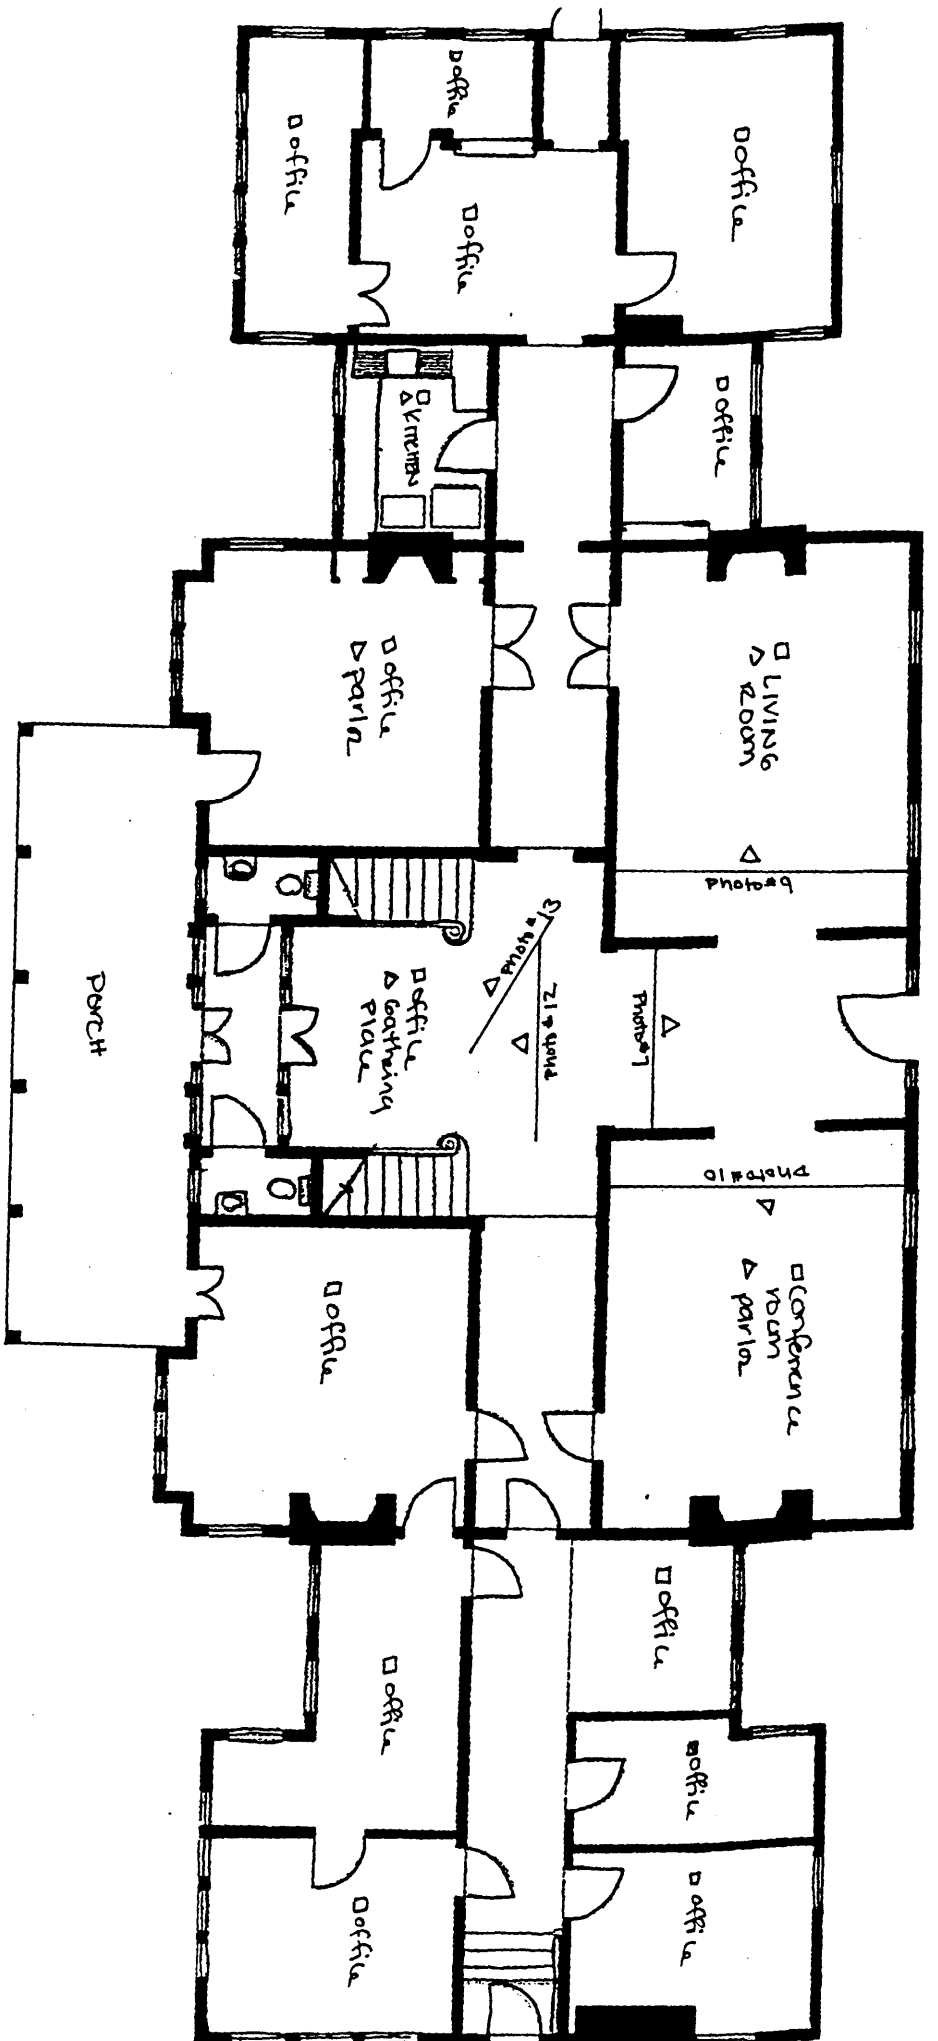 □ office
□ office
□ office
□ office
□ office
□
△ KITCHEN
□ office
△ parlor
□
△ LIVING
ROOM
△
photo#9
△ photo#13
△
photo#12
△
photo#7
PORCH
□ office
△ Gathering
Place
photo#10
△
□ Conference
room
△ parlor
□ office
□ office
□ office
□ office
□ office
□ office